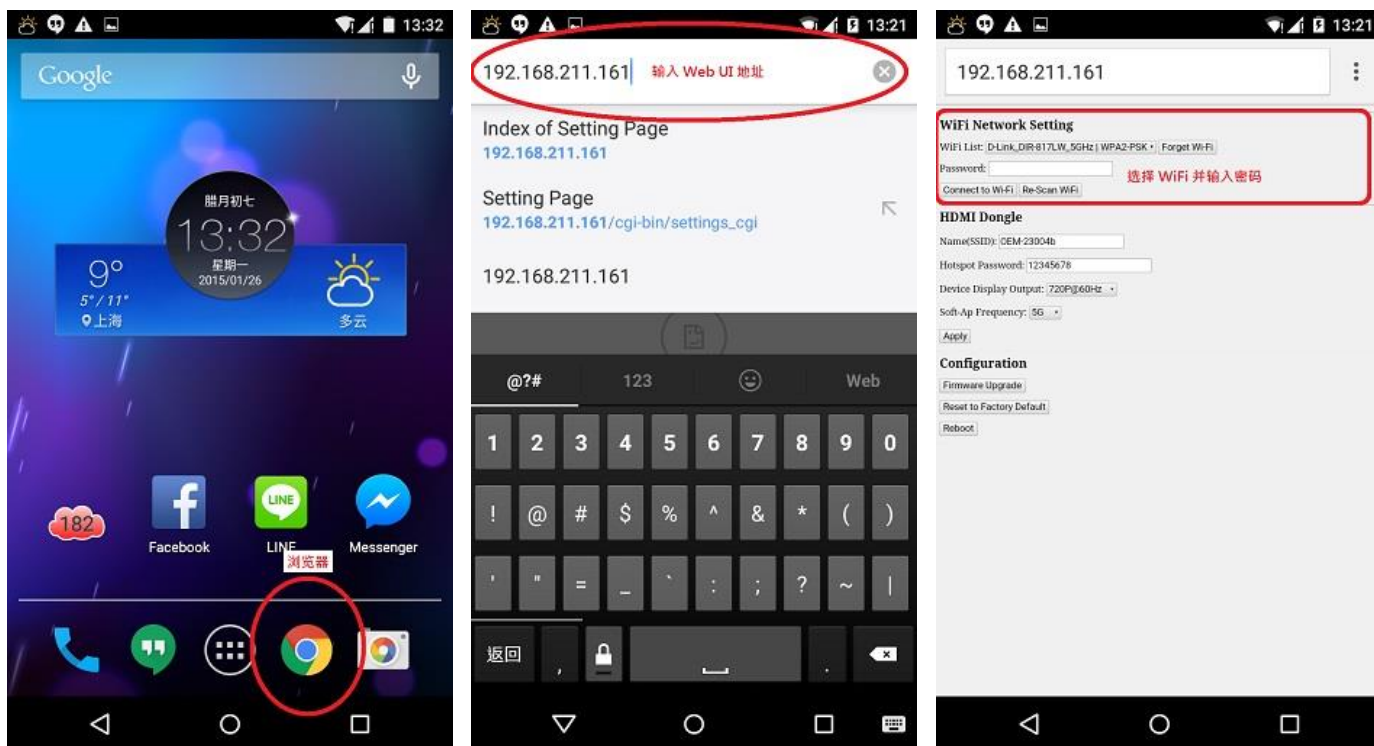 13:32
Google
腊月初七
13:32
星期一
2015/01/26
9°
5°/11°
上海
多云
182
Facebook
LINE
LINE
Messenger
浏览器
13:21
192.168.211.161 输入 Web UI 地址
Index of Setting Page
192.168.211.161
Setting Page
192.168.211.161/cgi-bin/settings_cgi
192.168.211.161
@?# 123 Web
1 2 3 4 5 6 7 8 9 0
! @ # $ % ^ & * ( )
' " = _ ` : ; ? ~ |
返回 , .
13:21
192.168.211.161
WiFi Network Setting
WiFi List: D-Link_DIR-817LW_5GHz | WPA2-PSK Forget Wi-Fi
Password:
选择 WiFi 并输入密码
Connect to Wi-Fi Re-Scan WiFi
HDMI Dongle
Name(SSID): OEM-23004b
Hotspot Password: 12345678
Device Display Output: 720P@60Hz
Soft-Ap Frequency: 5G
Apply
Configuration
Firmware Upgrade
Reset to Factory Default
Reboot